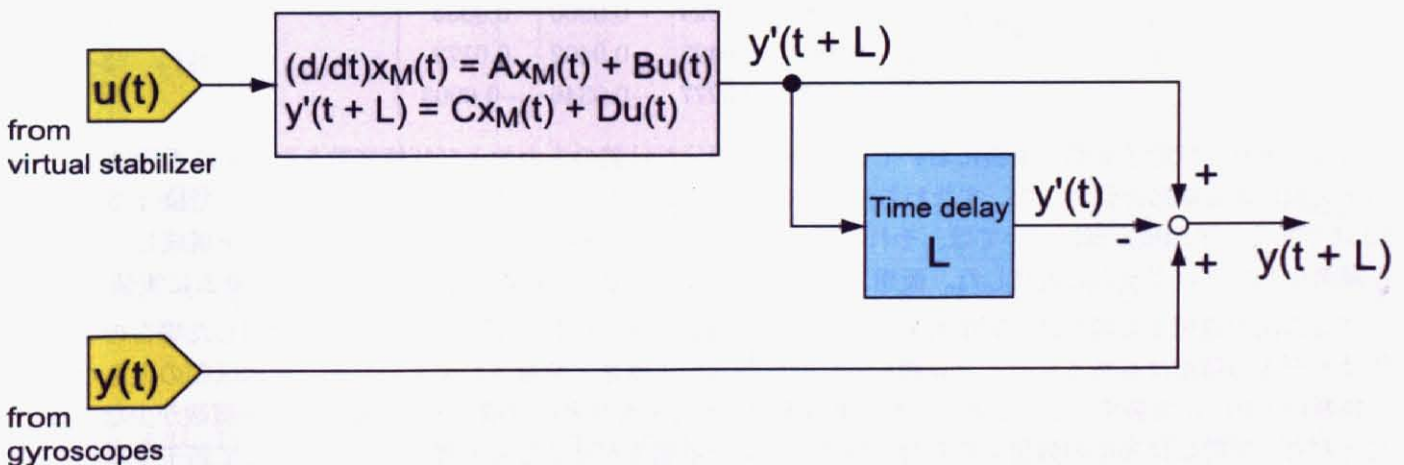 u(t)
from
virtual stabilizer
(d/dt)x_M(t) = Ax_M(t) + Bu(t)
y'(t + L) = Cx_M(t) + Du(t)
y'(t + L)
Time delay
L
y'(t)
+
-
+
y(t + L)
y(t)
from
gyroscopes